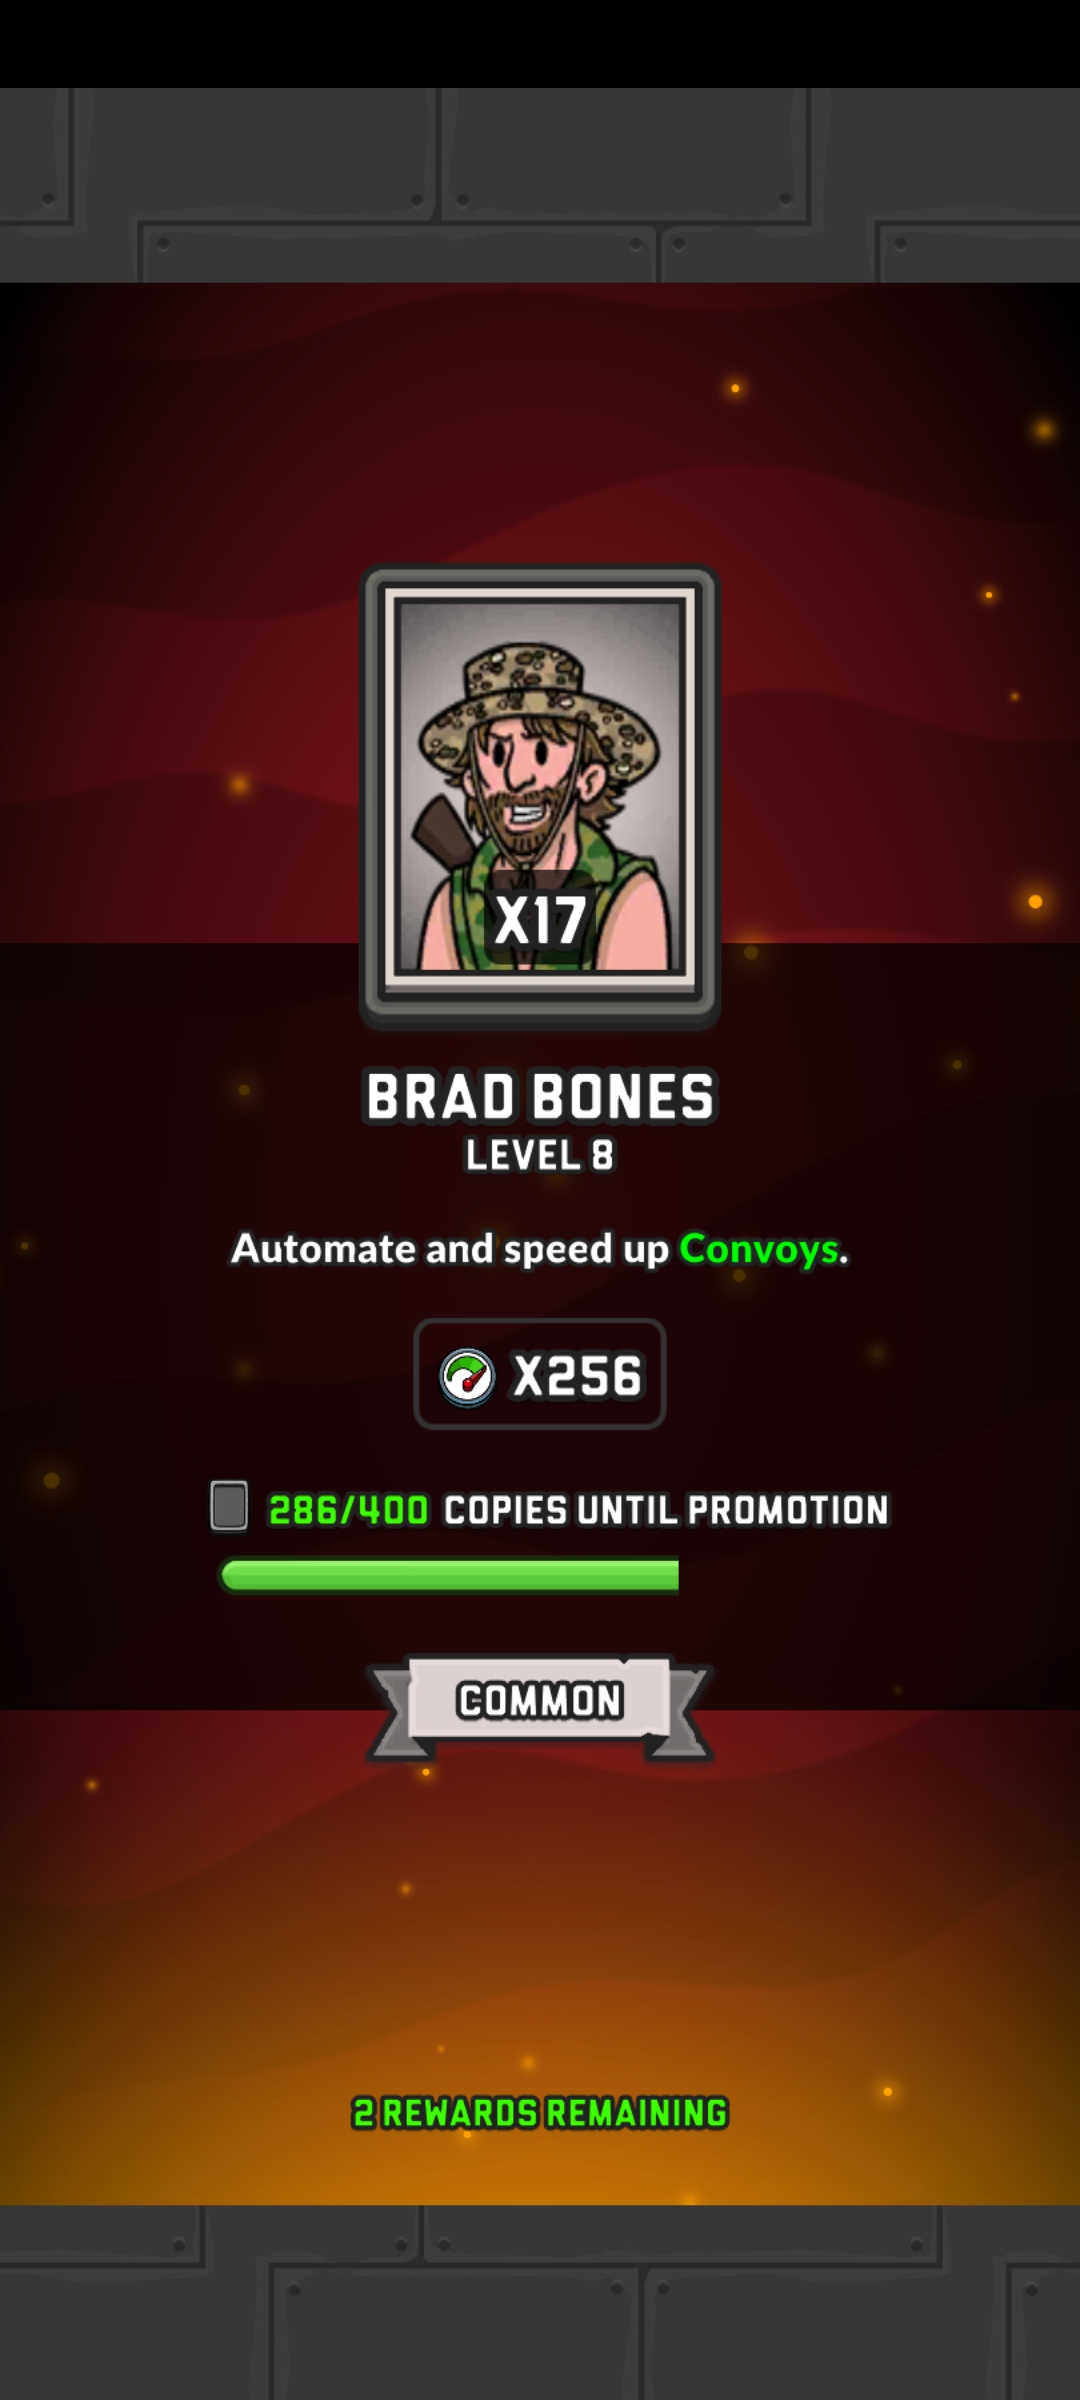 X17
BRAD BONES
LEVEL 8
Automate and speed up Convoys.
X256
286/400 COPIES UNTIL PROMOTION
COMMON
2 REWARDS REMAINING